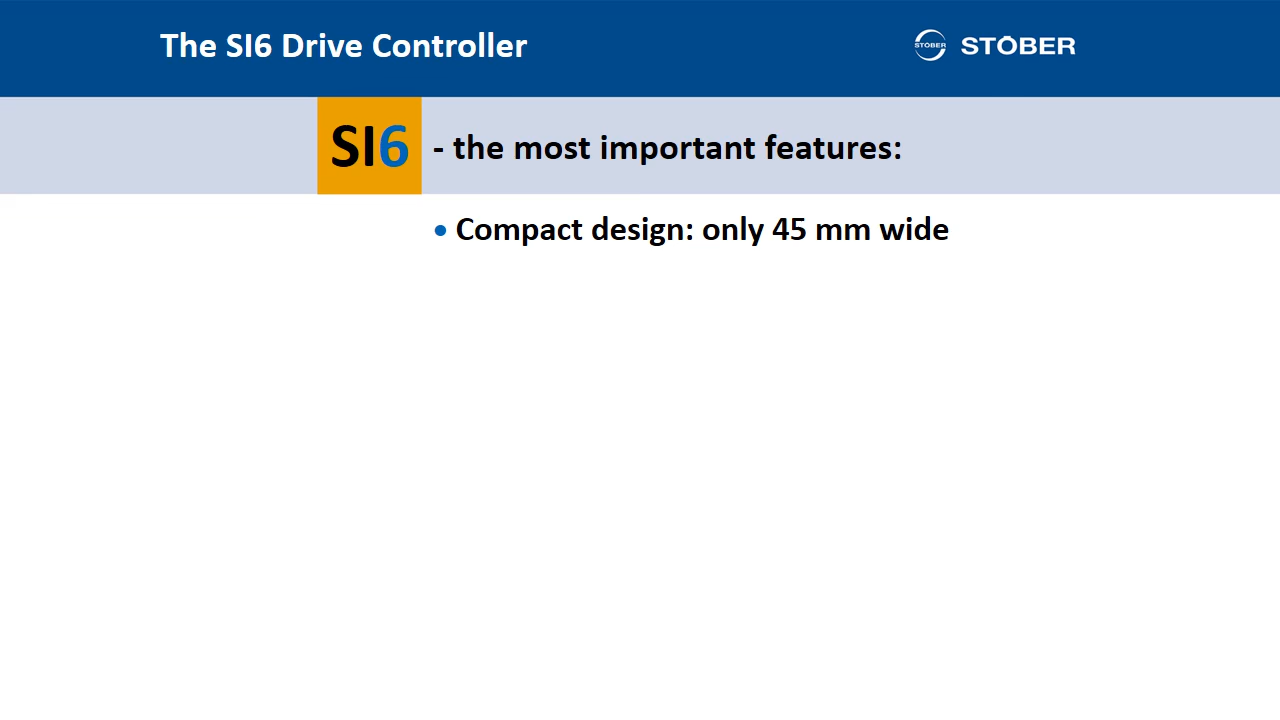 The SI6 Drive Controller
STÖBER STÖBER
SI6 - the most important features:
• Compact design: only 45 mm wide